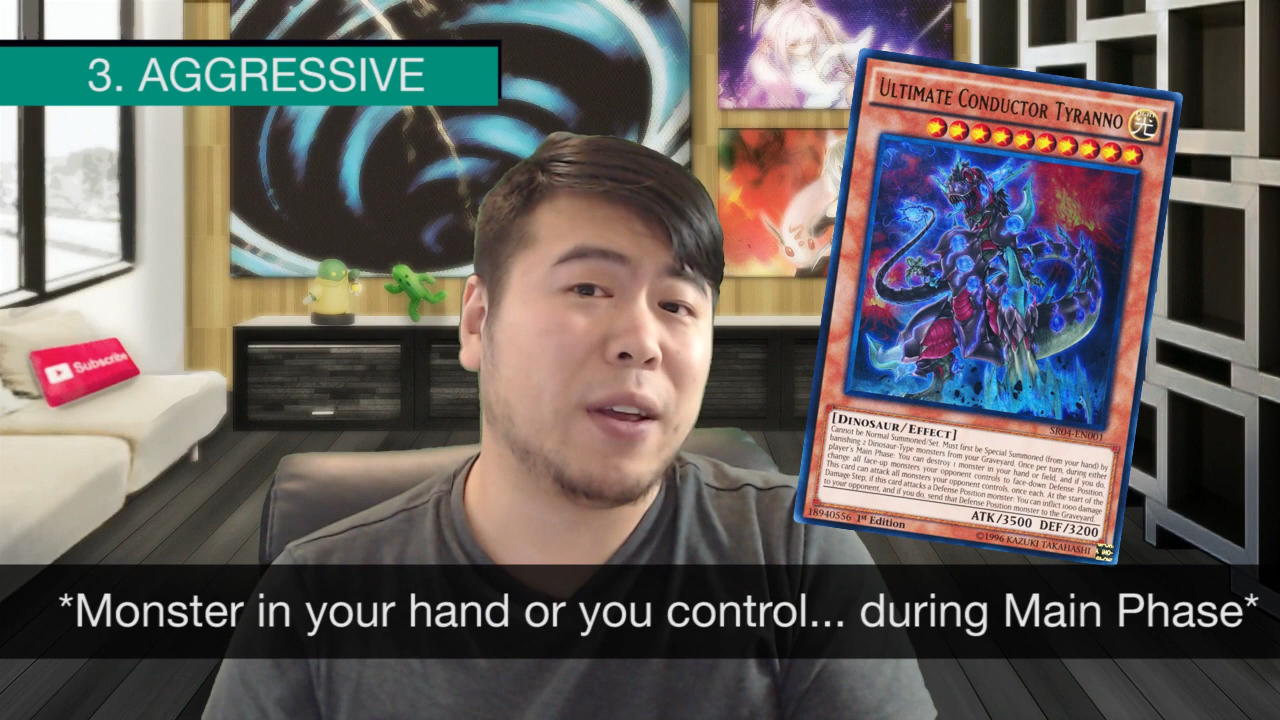 3. AGGRESSIVE
ULTIMATE CONDUCTOR TYRANNO
光
Subscribe
SR04-EN001
[DINOSAUR/EFFECT]
Cannot be Normal Summoned/Set. Must first be Special Summoned (from your hand) by
banishing 2 Dinosaur-Type monsters from your Graveyard. Once per turn, during either
player's Main Phase: You can destroy 1 monster in your hand or field, and if you do,
change all face-up monsters your opponent controls to face-down Defense Position.
This card can attack all monsters your opponent controls, once each. At the start of the
Damage Step, if this card attacks a Defense Position monster: You can inflict 1000 damage
to your opponent, and if you do, send that Defense Position monster to the Graveyard.
ATK/3500 DEF/3200
18940556 1st Edition
©1996 KAZUKI TAKAHASHI
*Monster in your hand or you control... during Main Phase*